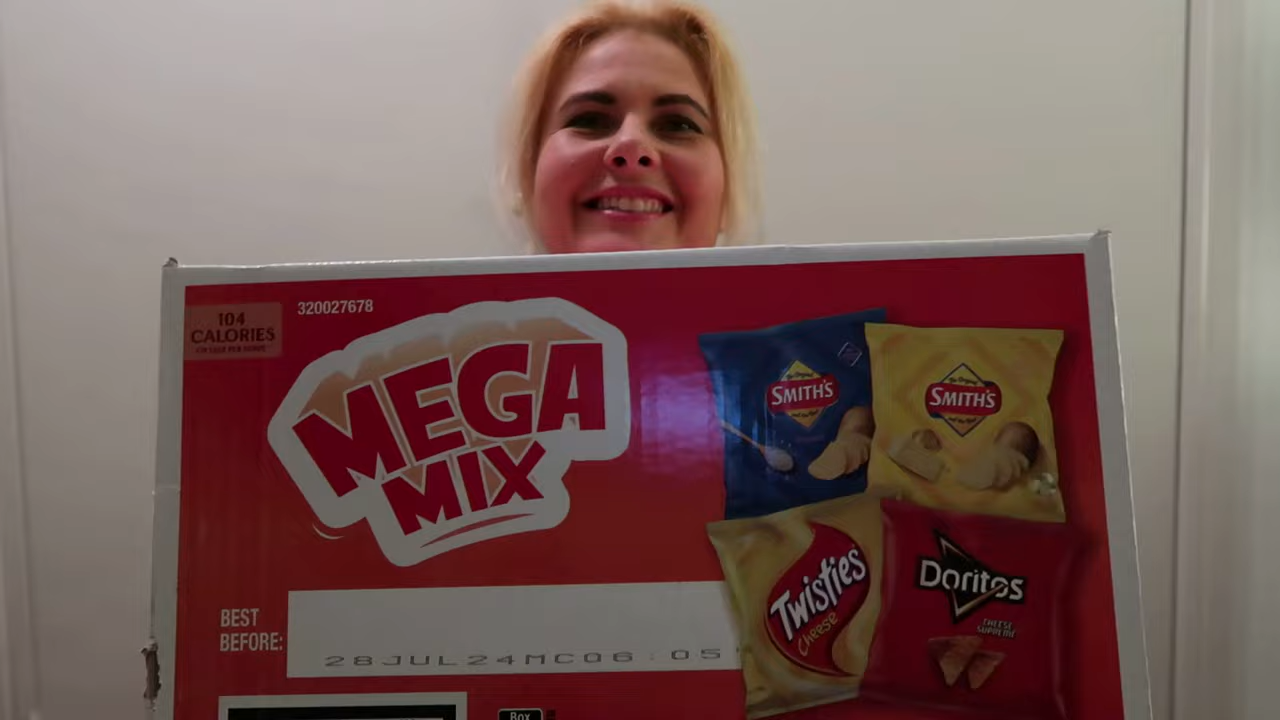 104
CALORIES
320027678
MEGA
MIX
SMITH'S
SMITH'S
Twisties
Cheese
Doritos
CHEESE
SUPREME
BEST
BEFORE:
28JUL24MC06:05
Box